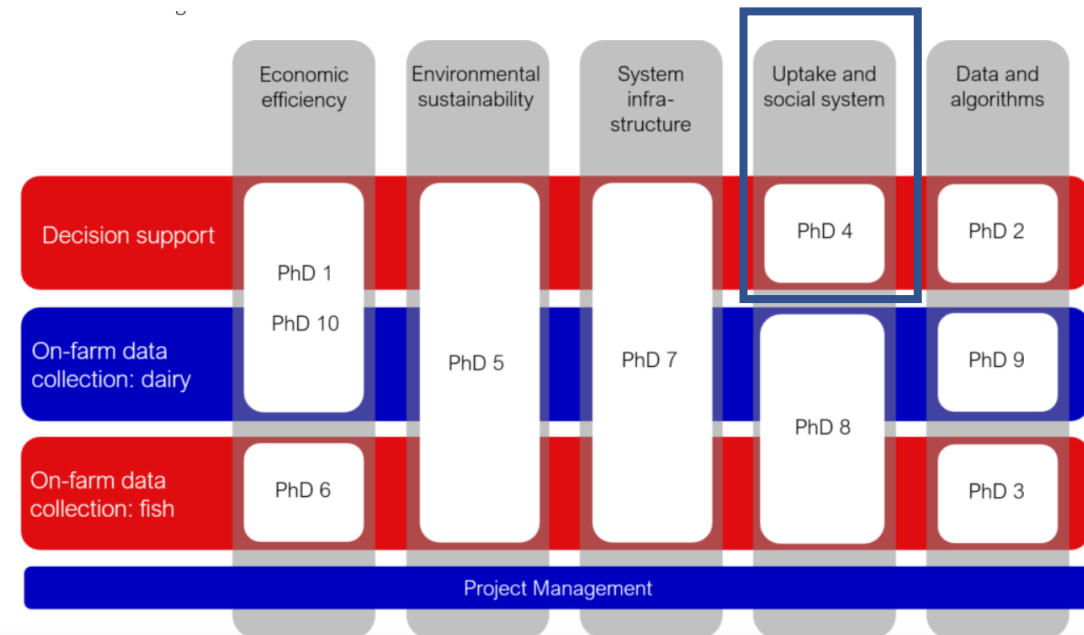 Economic
efficiency
Environmental
sustainability
System
infra-
structure
Uptake and
social system
Data and
algorithms
Decision support
PhD 1
PhD 10
PhD 5
PhD 7
PhD 4
PhD 2
On-farm data
collection: dairy
PhD 8
PhD 9
On-farm data
collection: fish
PhD 6
PhD 3
Project Management